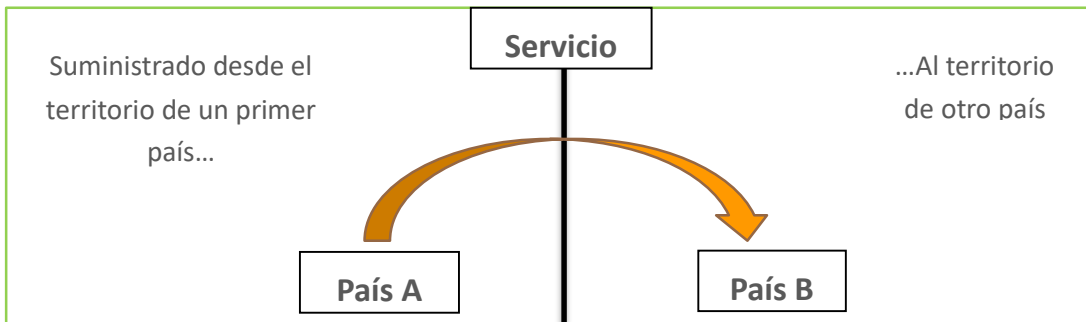 Servicio
Suministrado desde el
territorio de un primer
país...
...Al territorio
de otro país
País A
País B